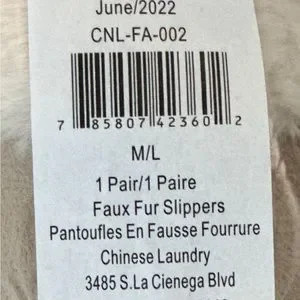 June/2022
CNL-FA-002
7 85807 42360 2
M/L
1 Pair/1 Paire
Faux Fur Slippers
Pantoufles En Fausse Fourrure
Chinese Laundry
3485 S.La Cienega Blvd